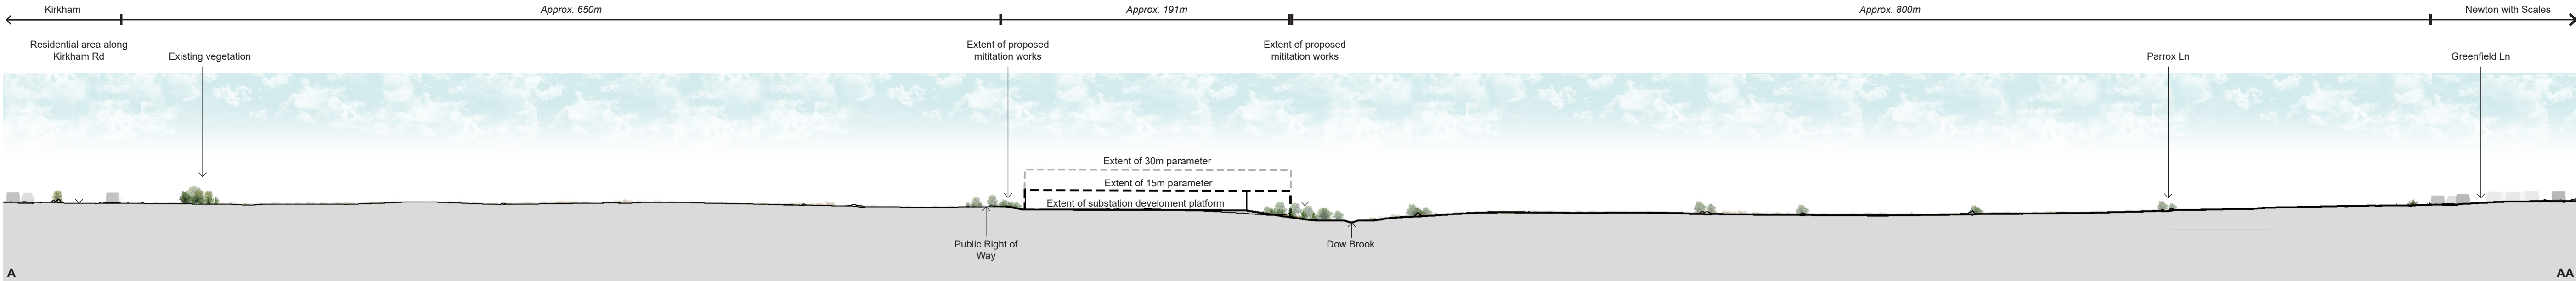 Kirkham
Approx. 650m
Approx. 191m
Approx. 800m
Newton with Scales
Residential area along
Kirkham Rd
Existing vegetation
Extent of proposed
mititation works
Extent of proposed
mititation works
Parrox Ln
Greenfield Ln
Extent of 30m parameter
Extent of 15m parameter
Extent of substation develoment platform
Public Right of
Way
Dow Brook
A
AA